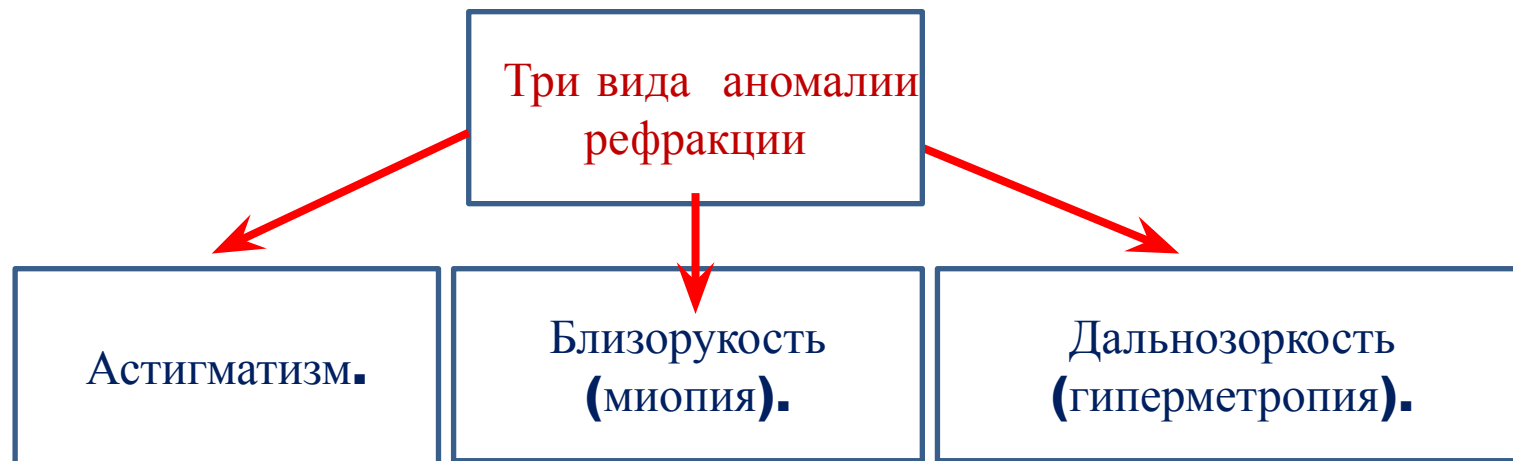 Три вида аномалии
рефракции
Астигматизм.
Близорукость
(миопия).
Дальнозоркость
(гиперметропия).